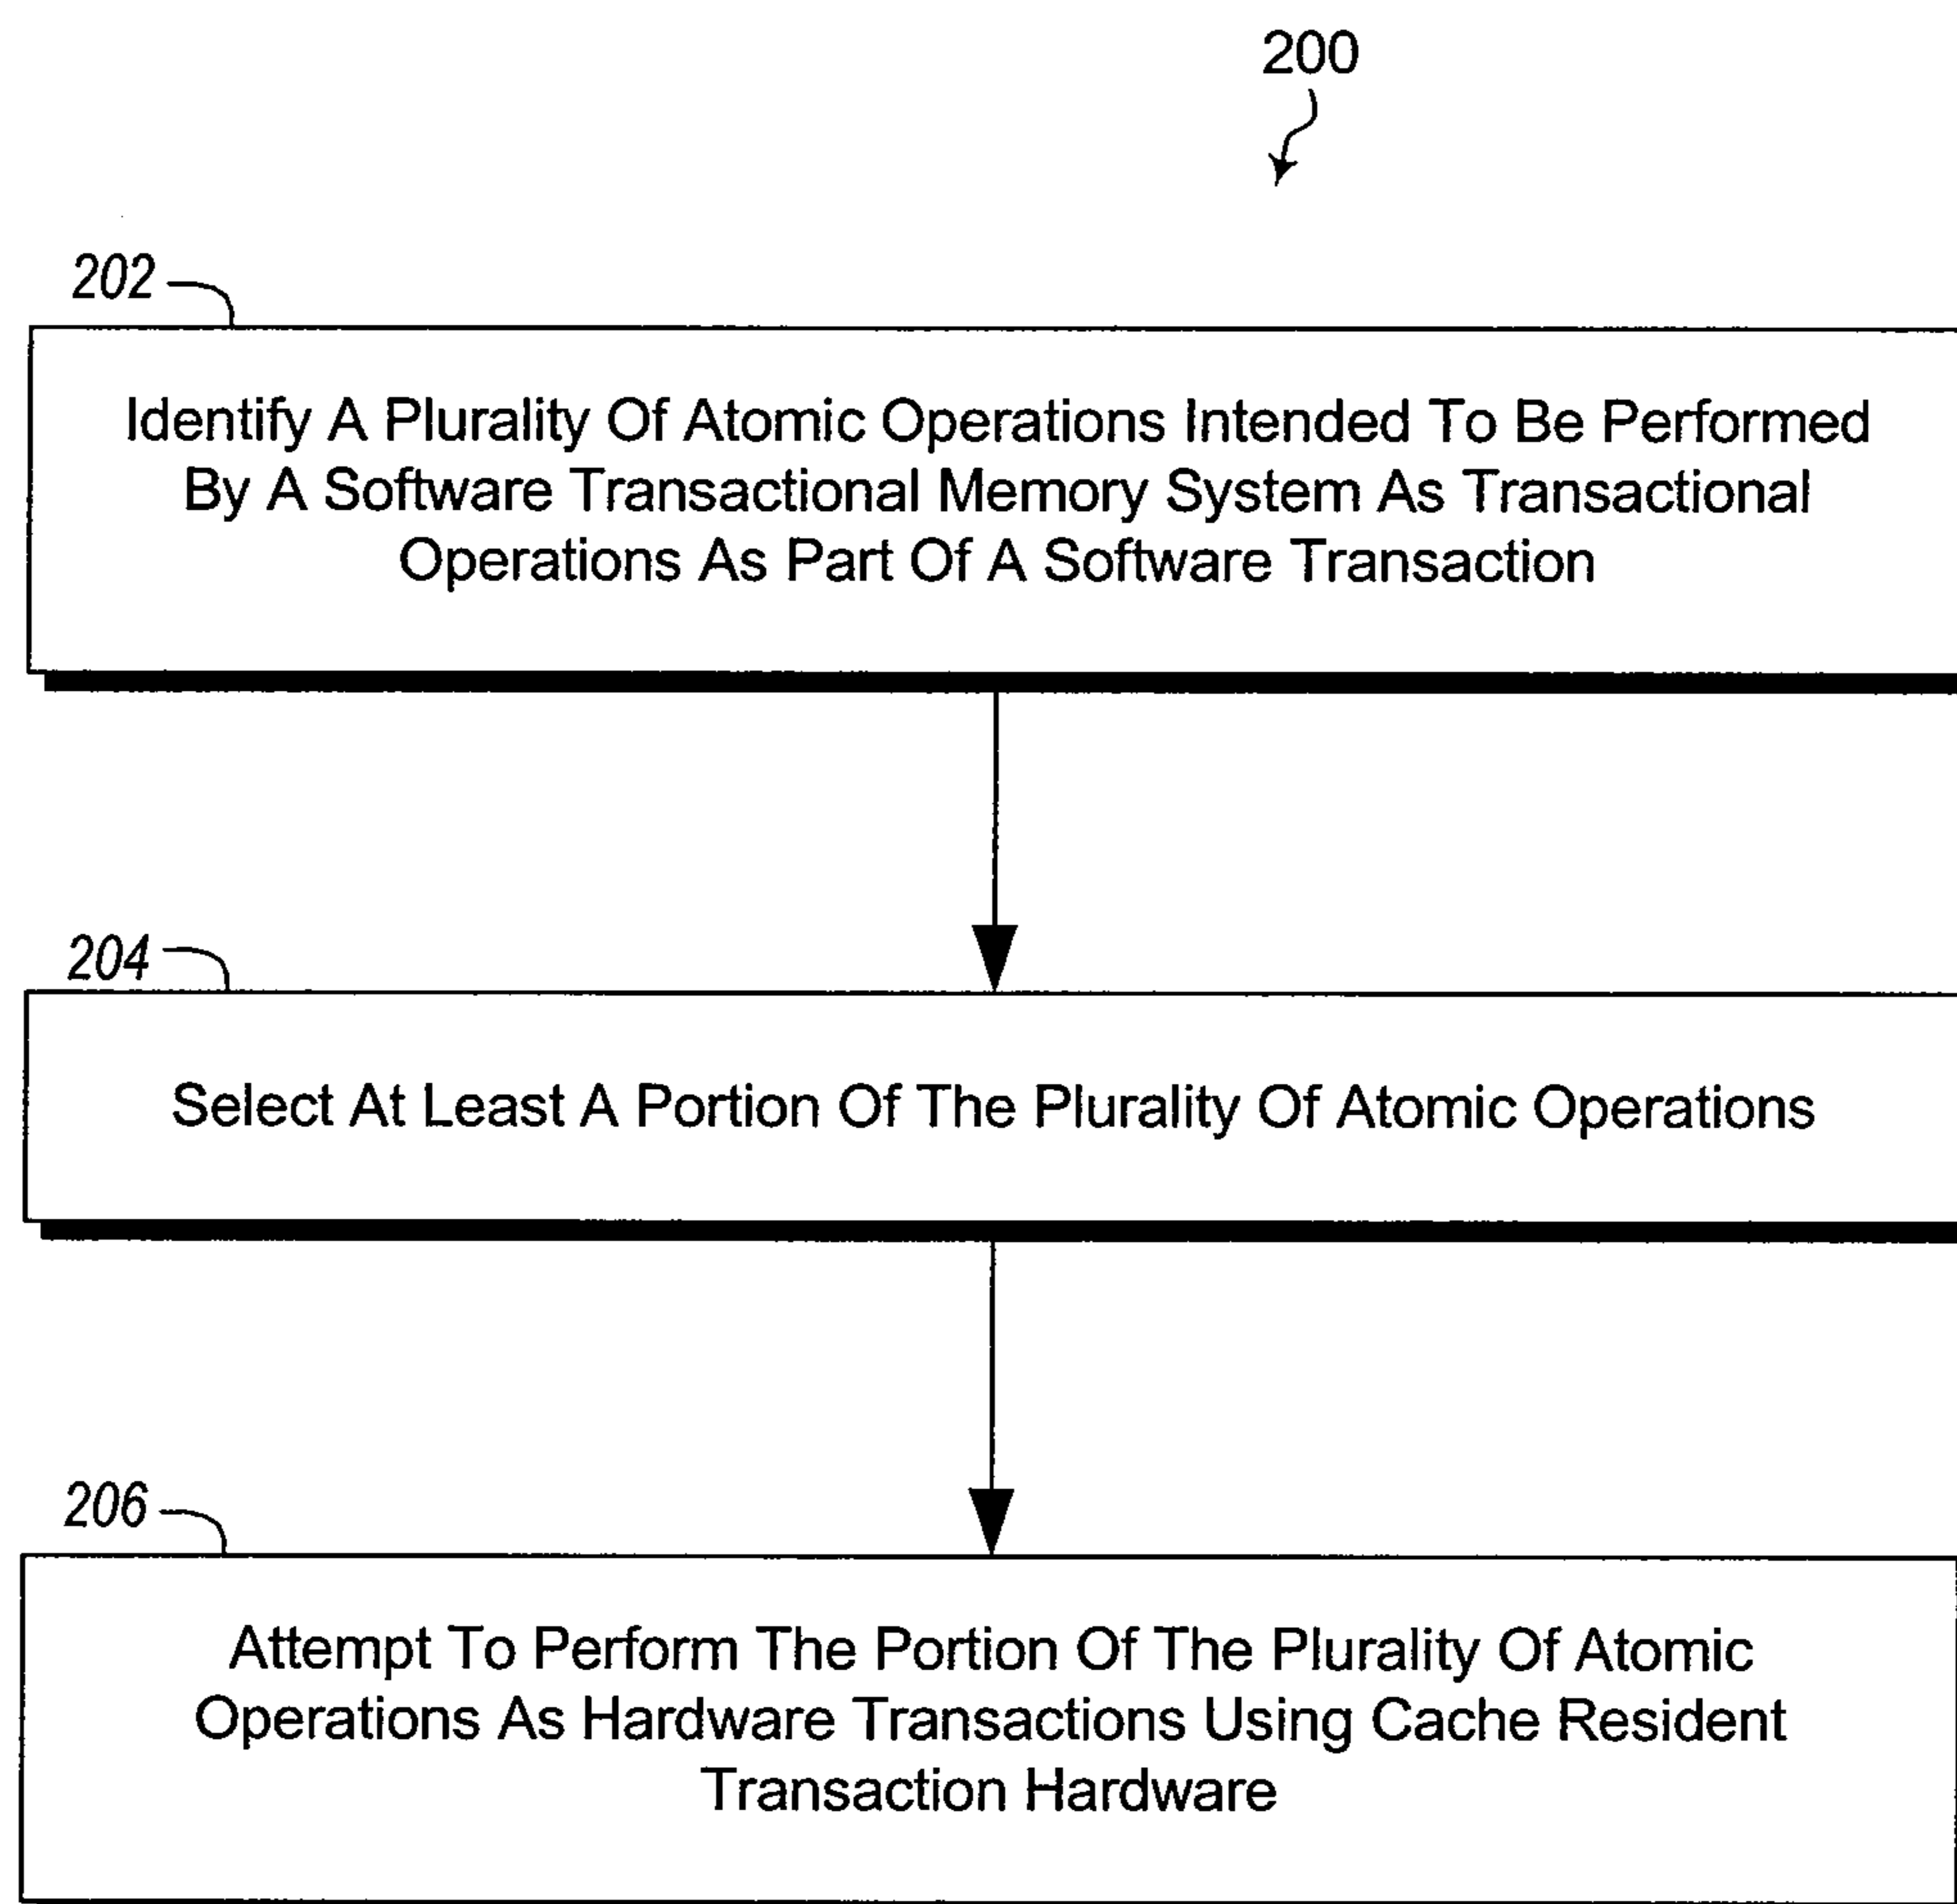 200
202
Identify A Plurality Of Atomic Operations Intended To Be Performed
By A Software Transactional Memory System As Transactional
Operations As Part Of A Software Transaction
204
Select At Least A Portion Of The Plurality Of Atomic Operations
206
Attempt To Perform The Portion Of The Plurality Of Atomic
Operations As Hardware Transactions Using Cache Resident
Transaction Hardware